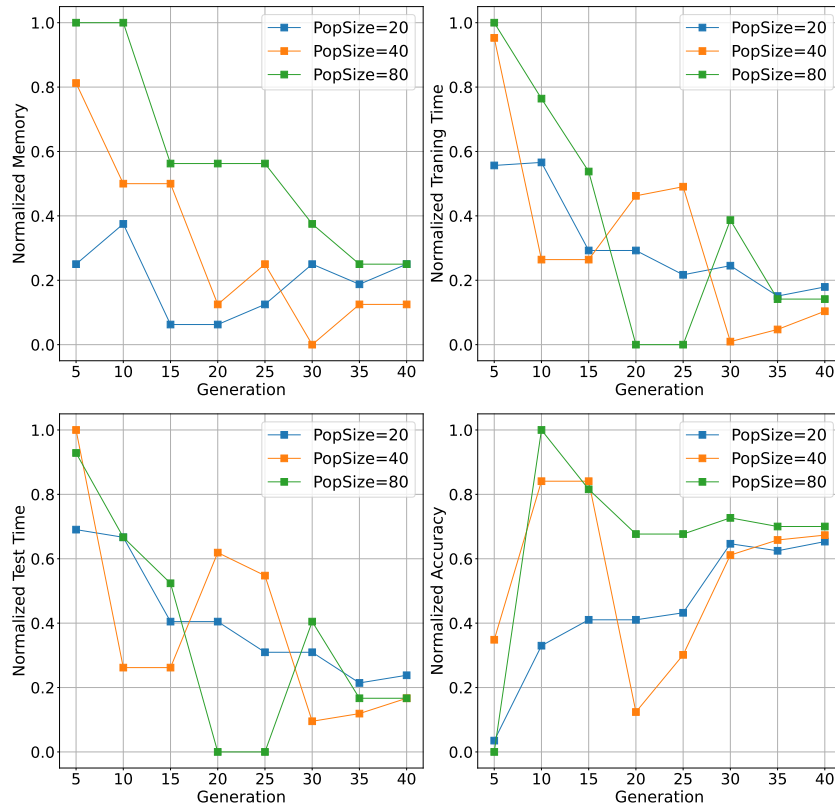 Normalized Memory
1.0
0.8
0.6
0.4
0.2
0.0
PopSize=20
PopSize=40
PopSize=80
5 10 15 20 25 30 35 40
Generation
Normalized Traning Time
1.0
0.8
0.6
0.4
0.2
0.0
PopSize=20
PopSize=40
PopSize=80
5 10 15 20 25 30 35 40
Generation
Normalized Test Time
1.0
0.8
0.6
0.4
0.2
0.0
PopSize=20
PopSize=40
PopSize=80
5 10 15 20 25 30 35 40
Generation
Normalized Accuracy
1.0
0.8
0.6
0.4
0.2
0.0
PopSize=20
PopSize=40
PopSize=80
5 10 15 20 25 30 35 40
Generation